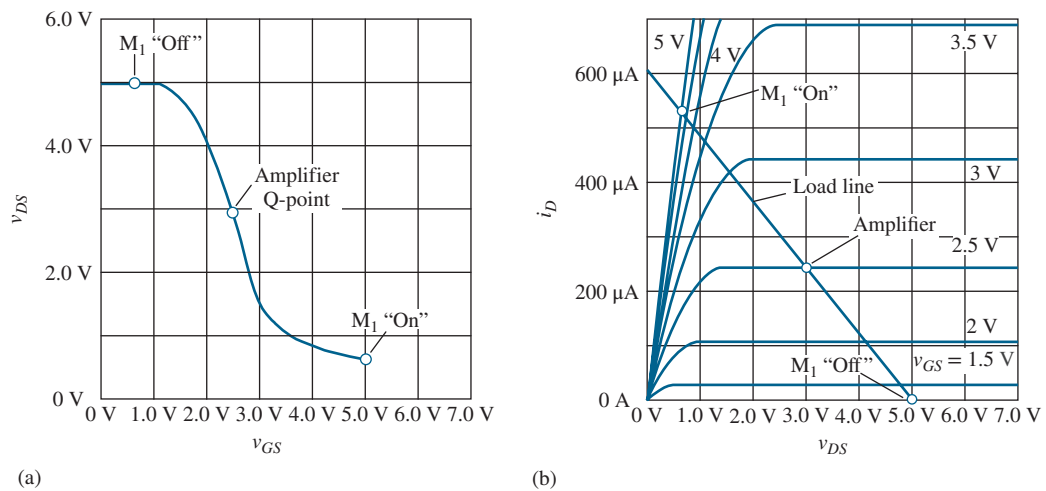 6.0 V
M1 “Off”
4.0 V
Amplifier
Q-point
vDS
2.0 V
M1 “On”
0 V
0 V 1.0 V 2.0 V 3.0 V 4.0 V 5.0 V 6.0 V 7.0 V
vGS
(a)
5 V
4 V
3.5 V
600 μA
M1 “On”
3 V
Load line
iD
400 μA
Amplifier
2.5 V
200 μA
2 V
M1 “Off”
vGS = 1.5 V
0 A
0 V 1.0 V 2.0 V 3.0 V 4.0 V 5.0 V 6.0 V 7.0 V
vDS
(b)